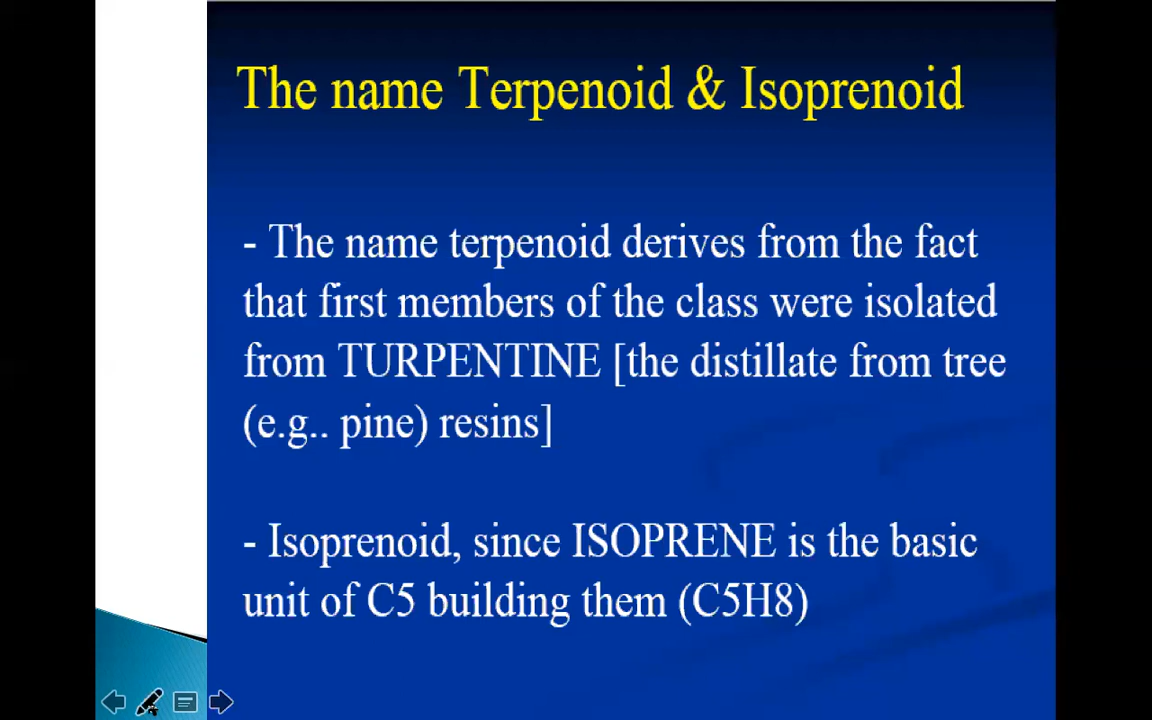 The name Terpenoid & Isoprenoid
- The name terpenoid derives from the fact
that first members of the class were isolated
from TURPENTINE [the distillate from tree
(e.g.. pine) resins]
- Isoprenoid, since ISOPRENE is the basic
unit of C5 building them (C5H8)